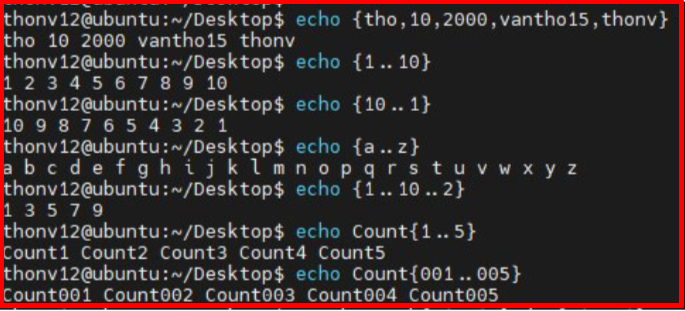 thonv12@ubuntu:~/Desktop$ echo {tho,10,2000,vantho15,thonv}
tho 10 2000 vantho15 thonv
thonv12@ubuntu:~/Desktop$ echo {1..10}
1 2 3 4 5 6 7 8 9 10
thonv12@ubuntu:~/Desktop$ echo {10..1}
10 9 8 7 6 5 4 3 2 1
thonv12@ubuntu:~/Desktop$ echo {a..z}
a b c d e f g h i j k l m n o p q r s t u v w x y z
thonv12@ubuntu:~/Desktop$ echo {1..10..2}
1 3 5 7 9
thonv12@ubuntu:~/Desktop$ echo Count{1..5}
Count1 Count2 Count3 Count4 Count5
thonv12@ubuntu:~/Desktop$ echo Count{001..005}
Count001 Count002 Count003 Count004 Count005